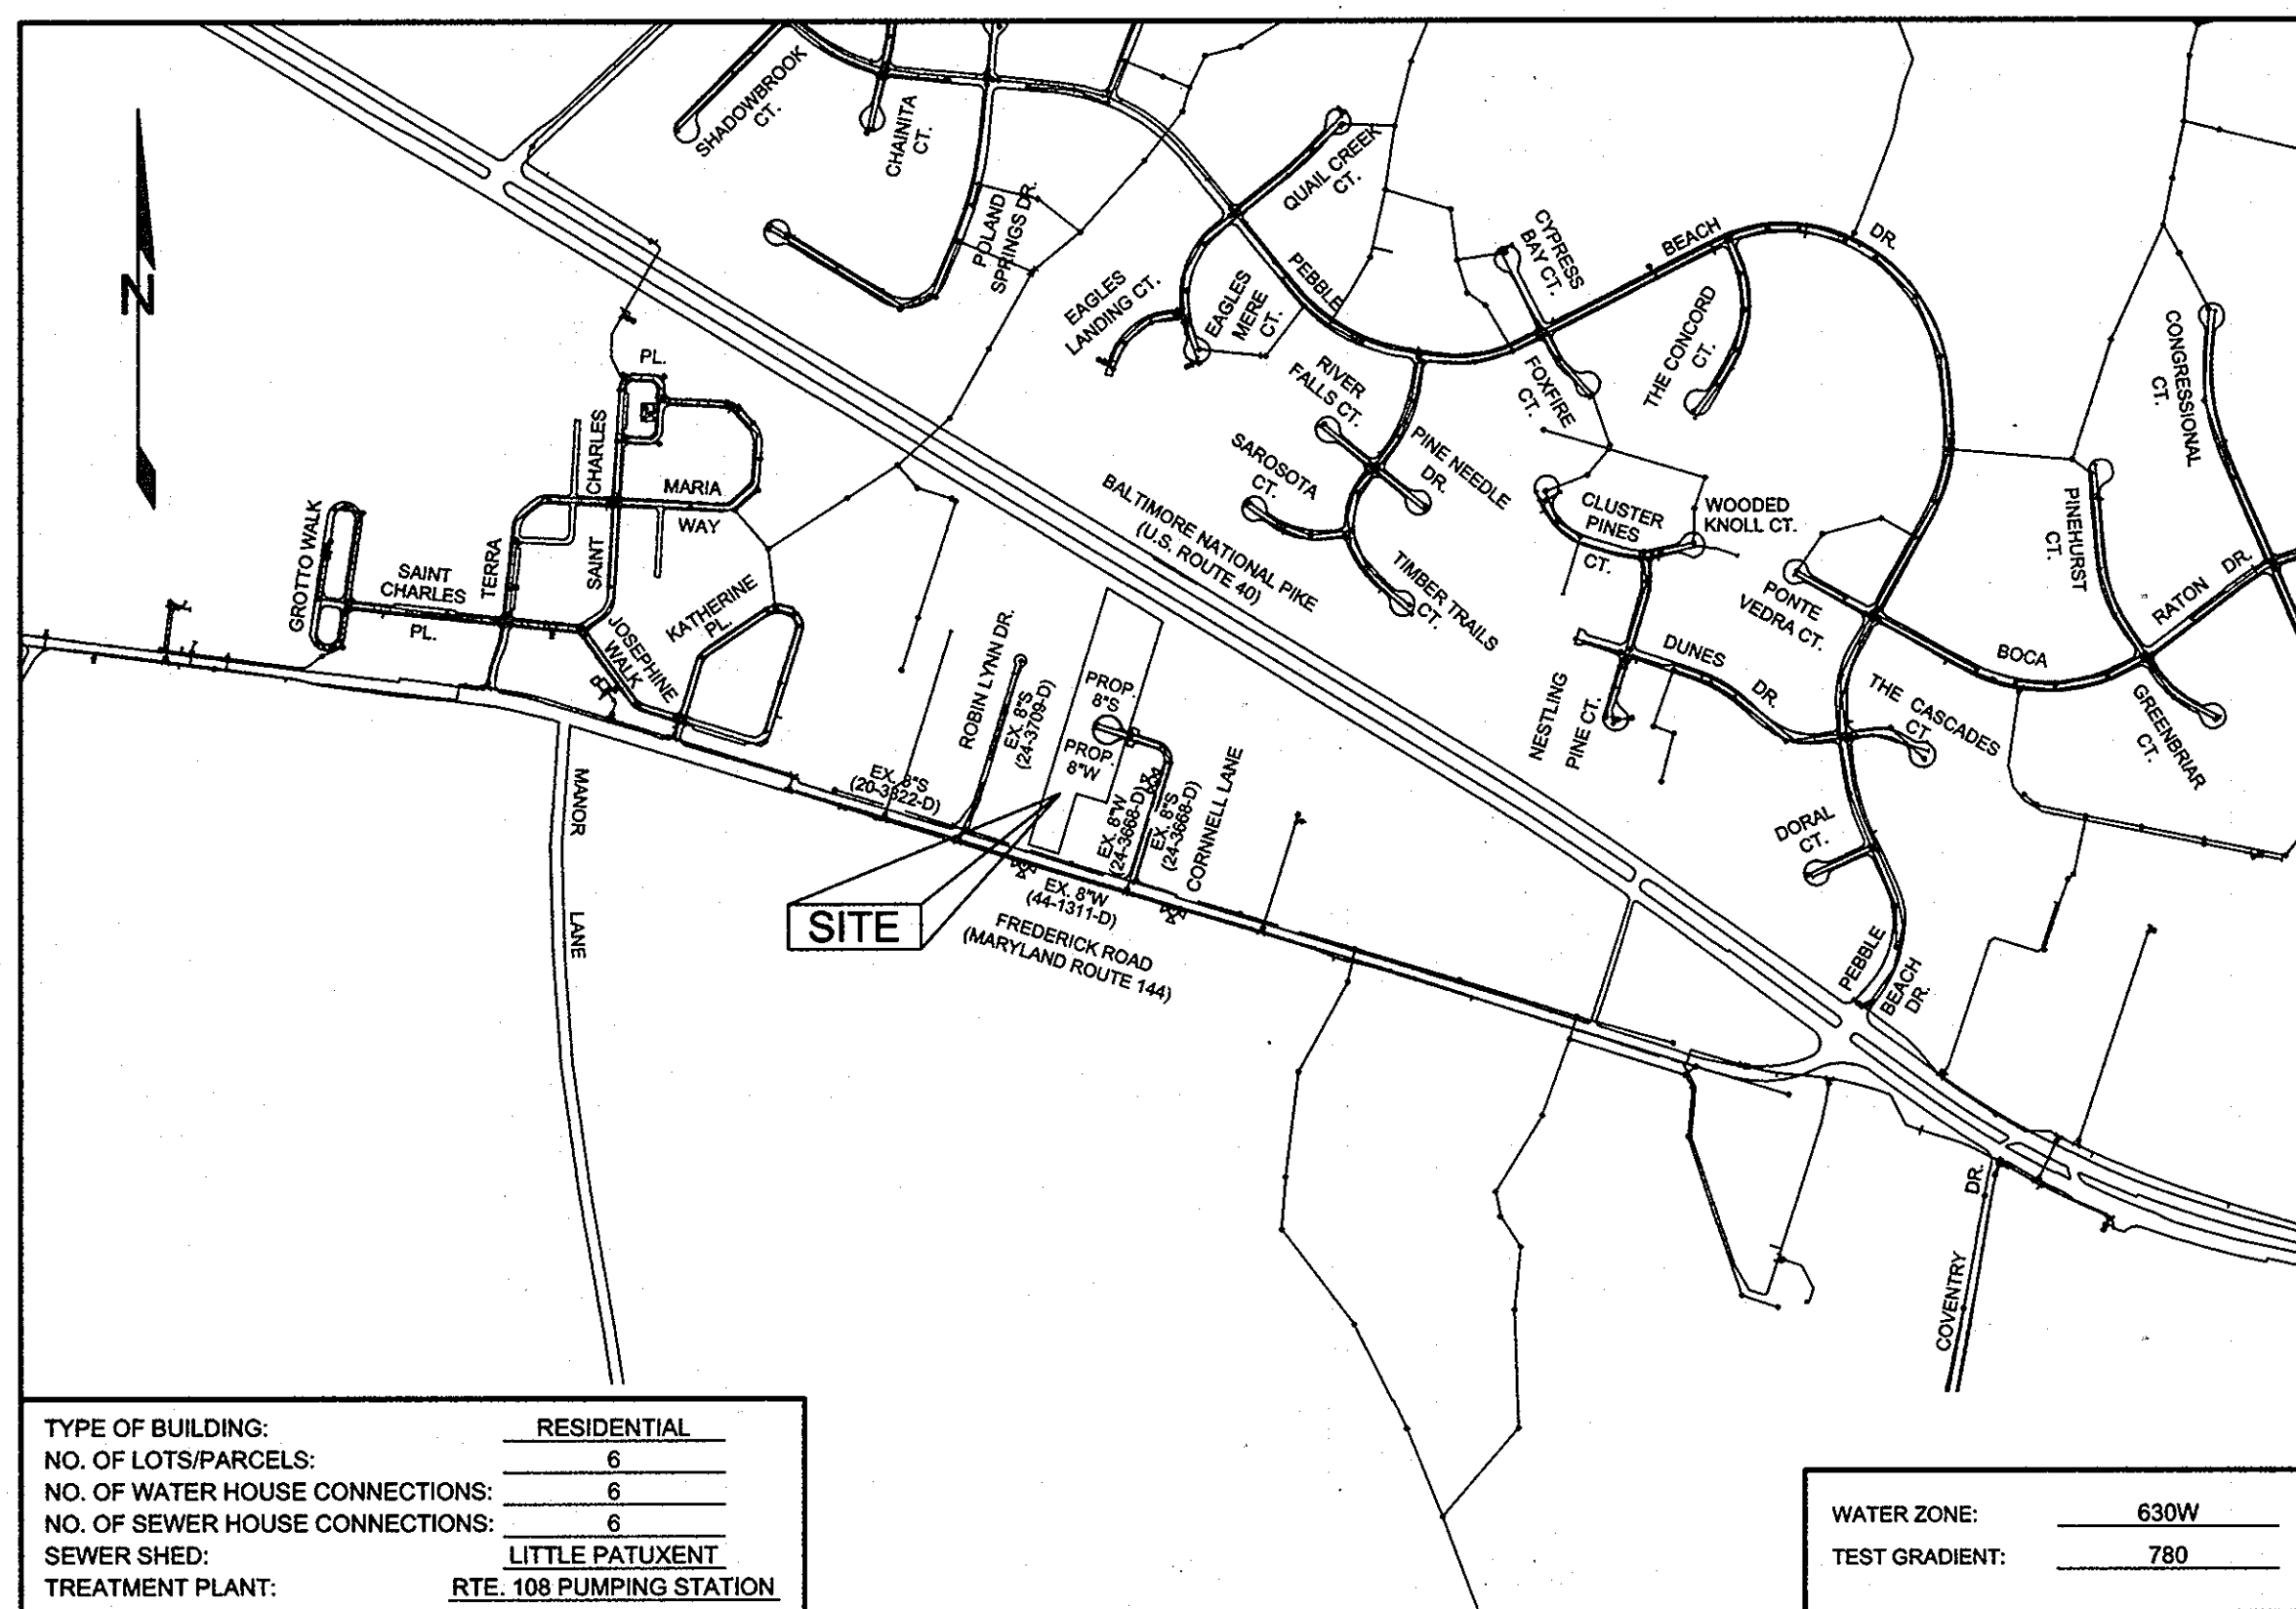 SHADOWBROOK
CT.
CHAINITA
CT.
POLAND
SPRINGS DR.
QUAIL CREEK
CT.
EAGLES
LANDING CT.
EAGLES
MERE
CT.
PEBBLE
BEACH
DR.
CYPRESS
BAY CT.
THE CONCORD
CT.
FOXFIRE
CT.
CONGRESSIONAL
CT.
N
PL.
CHARLES
SAINT
MARIA
WAY
GROTTO WALK
SAINT
CHARLES
PL.
TERRA
JOSEPHINE
WALK
KATHERINE
PL.
RIVER
FALLS CT.
SAROSOTA
CT.
PINE NEEDLE
DR.
TIMBER TRAILS
CT.
BALTIMORE NATIONAL PIKE
(U.S. ROUTE 40)
CLUSTER
PINES
CT.
WOODED
KNOLL CT.
PONTE
VEDRA CT.
PINEHURST
CT.
RATON DR.
BOCA
DUNES
DR.
THE CASCADES
CT.
GREENBRIAR
CT.
NESTLING
PINE CT.
DORAL
CT.
PEBBLE
BEACH
DR.
ROBIN LYNN DR.
EX. 8"S
(24-3709-D)
PROP.
8"S
PROP.
8"W
EX. 8"S
(20-3822-D)
EX. 8"W
(24-3668-D)
EX. 8"S
(24-3668-D)
CORNNELL LANE
EX. 8"W
(44-1311-D)
FREDERICK ROAD
(MARYLAND ROUTE 144)
SITE
MANOR
LANE
COVENTRY
DR.
TYPE OF BUILDING: RESIDENTIAL
NO. OF LOTS/PARCELS: 6
NO. OF WATER HOUSE CONNECTIONS: 6
NO. OF SEWER HOUSE CONNECTIONS: 6
SEWER SHED: LITTLE PATUXENT
TREATMENT PLANT: RTE. 108 PUMPING STATION
WATER ZONE: 630W
TEST GRADIENT: 780